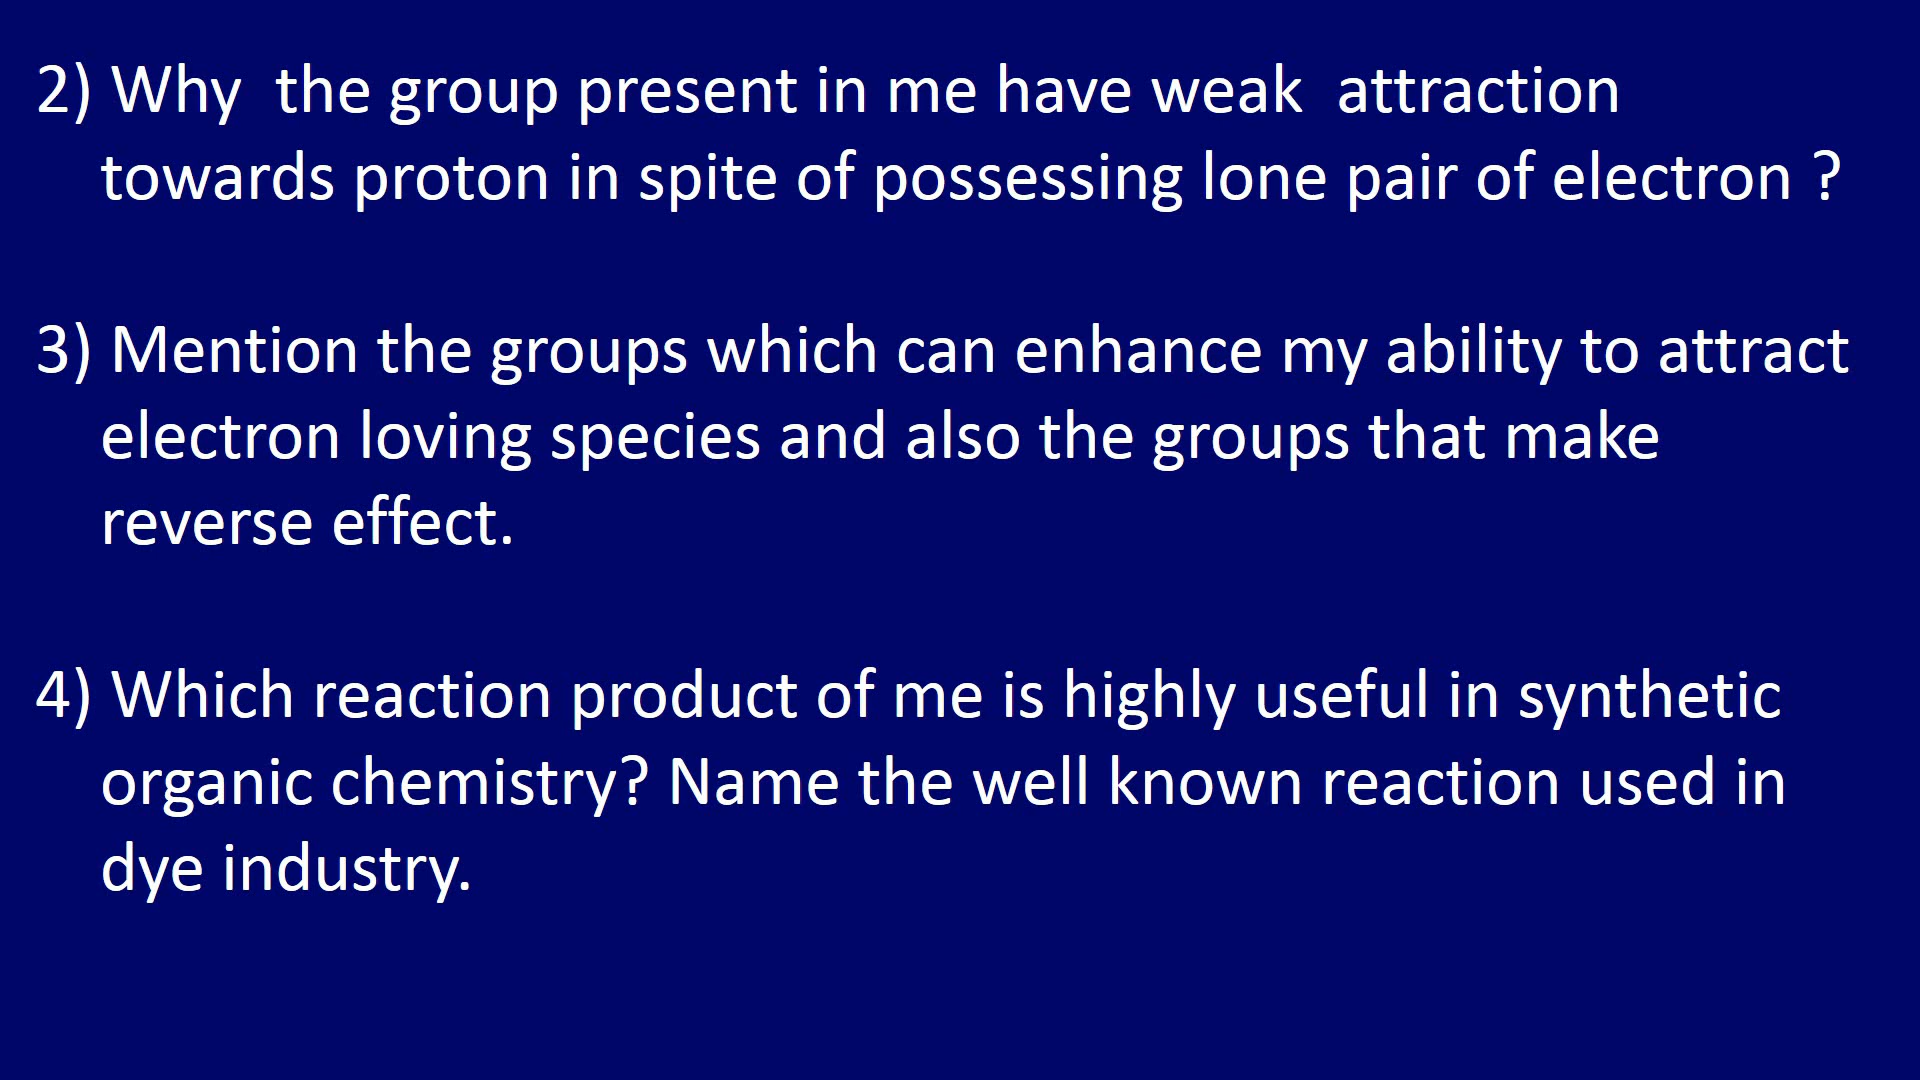 2) Why  the group present in me have weak  attraction
towards proton in spite of possessing lone pair of electron ?
3) Mention the groups which can enhance my ability to attract
electron loving species and also the groups that make
reverse effect.
4) Which reaction product of me is highly useful in synthetic
organic chemistry? Name the well known reaction used in
dye industry.